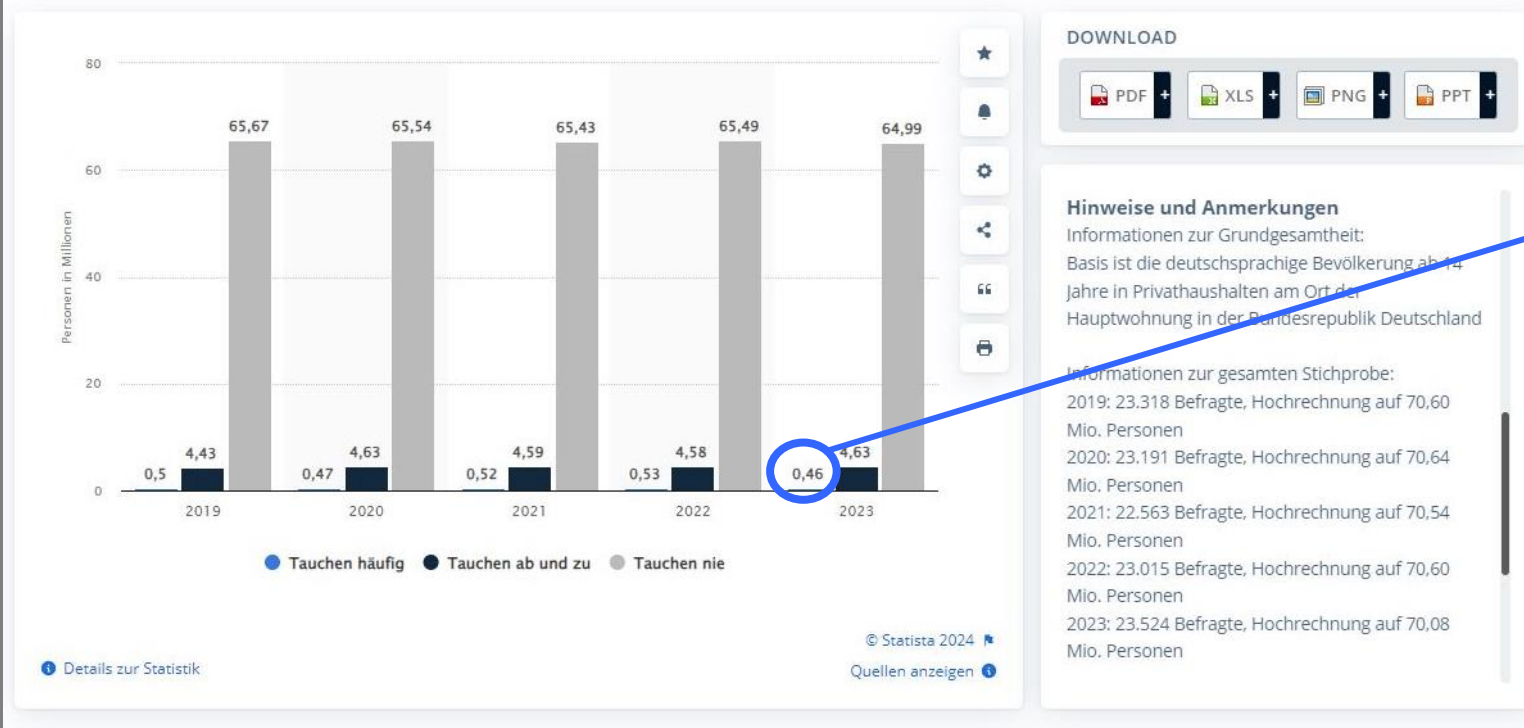 80
60
40
20
0
Personen in Millionen
65,67
65,54
65,43
65,49
64,99
0,5
4,43
0,47
4,63
0,52
4,59
0,53
4,58
0,46
4,63
2019
2020
2021
2022
2023
Tauchen häufig
Tauchen ab und zu
Tauchen nie
© Statista 2024
Details zur Statistik
Quellen anzeigen
DOWNLOAD
PDF +
XLS +
PNG +
PPT +
Hinweise und Anmerkungen
Informationen zur Grundgesamtheit:
Basis ist die deutschsprachige Bevölkerung ab 14
Jahre in Privathaushalten am Ort der
Hauptwohnung in der Bundesrepublik Deutschland
Informationen zur gesamten Stichprobe:
2019: 23.318 Befragte, Hochrechnung auf 70,60
Mio. Personen
2020: 23.191 Befragte, Hochrechnung auf 70,64
Mio. Personen
2021: 22.563 Befragte, Hochrechnung auf 70,54
Mio. Personen
2022: 23.015 Befragte, Hochrechnung auf 70,60
Mio. Personen
2023: 23.524 Befragte, Hochrechnung auf 70,08
Mio. Personen